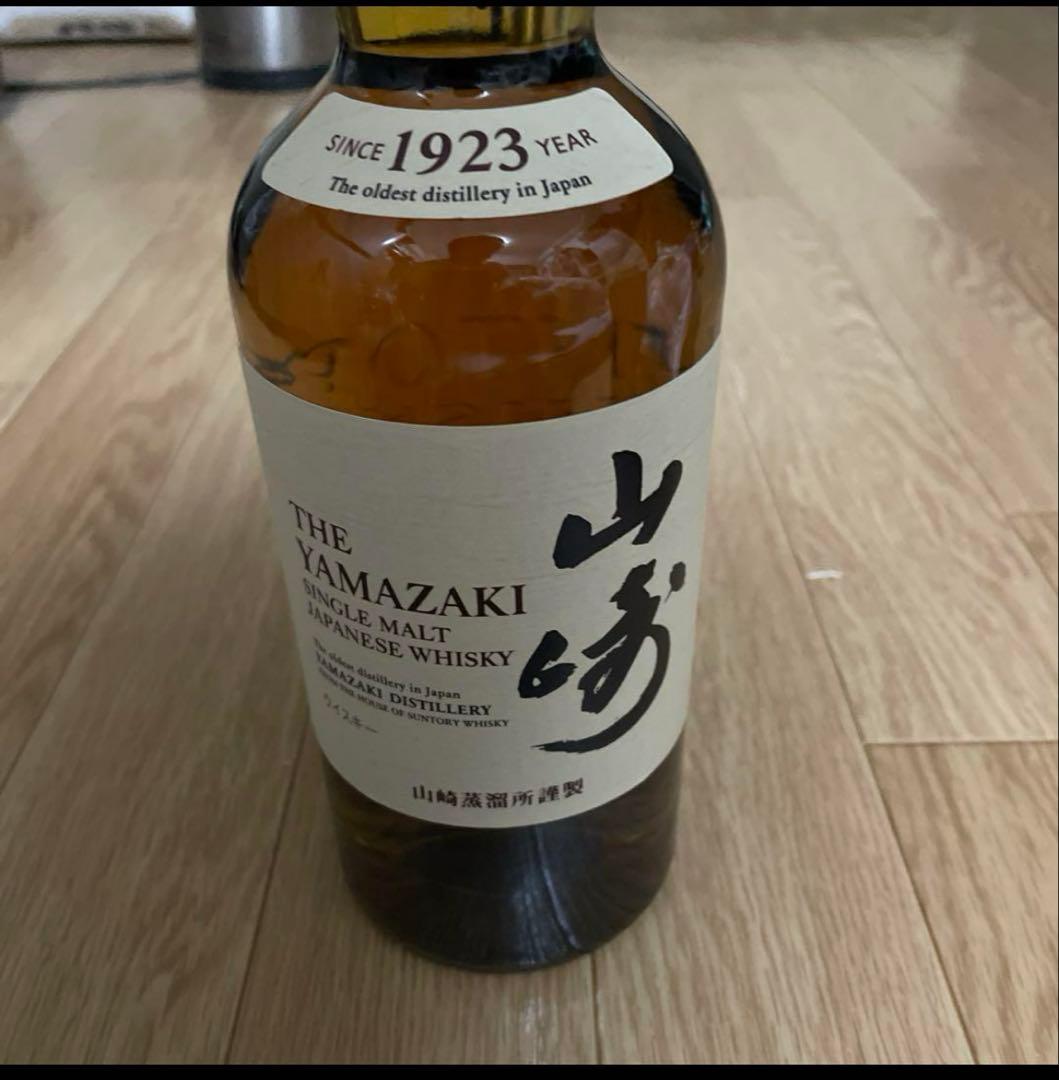 SINCE 1923 YEAR
The oldest distillery in Japan
山崎
THE
YAMAZAKI
SINGLE MALT
JAPANESE WHISKY
The oldest distillery in Japan
YAMAZAKI DISTILLERY
FROM THE HOUSE OF SUNTORY WHISKY
ウイスキー
山崎蒸溜所謹製